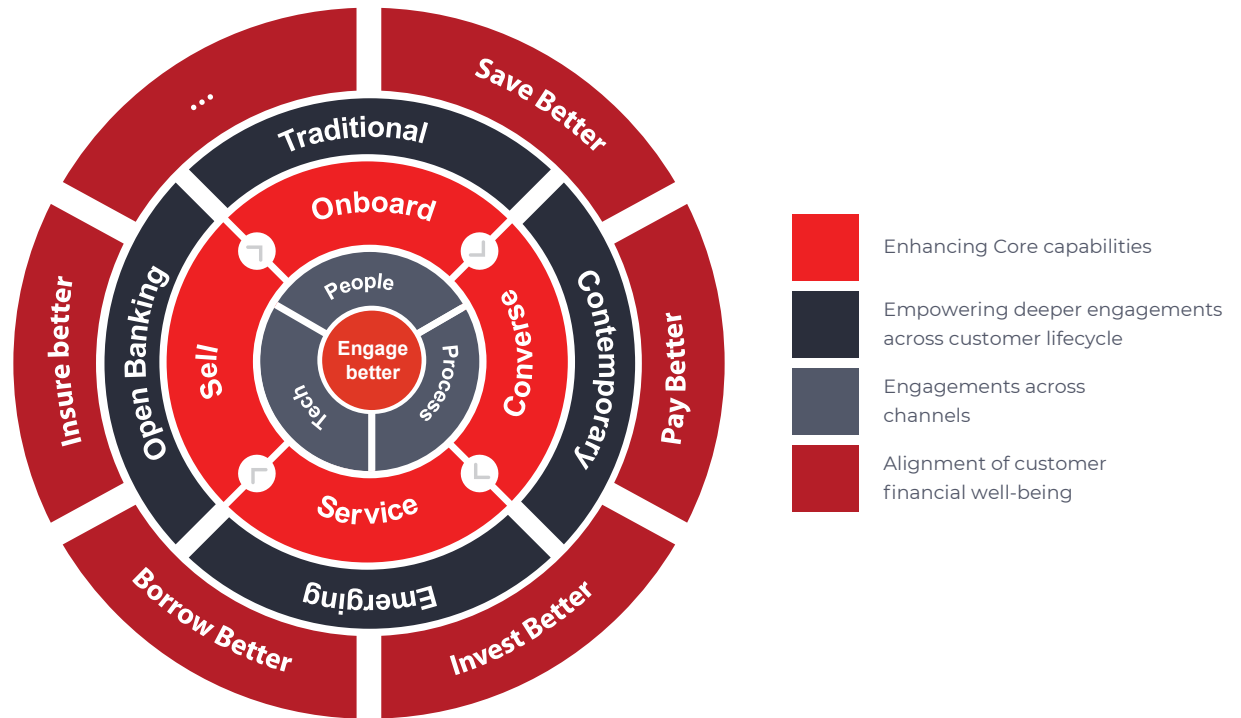 ...
Save Better
Pay Better
Invest Better
Borrow Better
Insure better
Traditional
Contemporary
Emerging
Open Banking
Onboard
Converse
Service
Sell
People
Process
Tech
Engage
better
Enhancing Core capabilities
Empowering deeper engagements
across customer lifecycle
Engagements across
channels
Alignment of customer
financial well-being